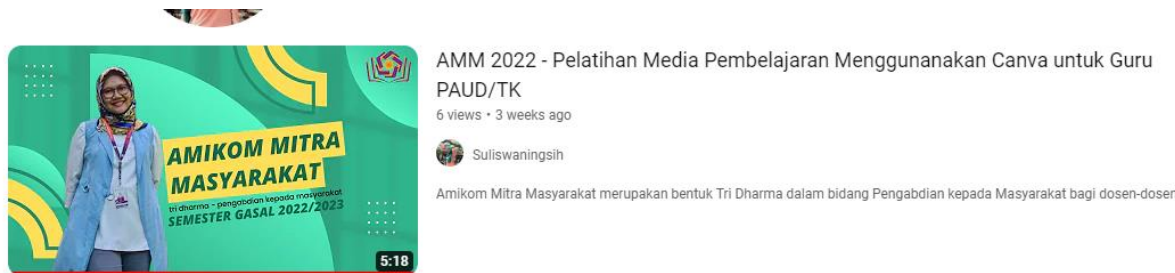 AMIKOM MITRA
MASYARAKAT
tri dharma - pengabdian kepada masyarakat
SEMESTER GASAL 2022/2023
5:18
AMM 2022 - Pelatihan Media Pembelajaran Menggunanakan Canva untuk Guru
PAUD/TK
6 views • 3 weeks ago
Suliswaningsih
Amikom Mitra Masyarakat merupakan bentuk Tri Dharma dalam bidang Pengabdian kepada Masyarakat bagi dosen-dosen